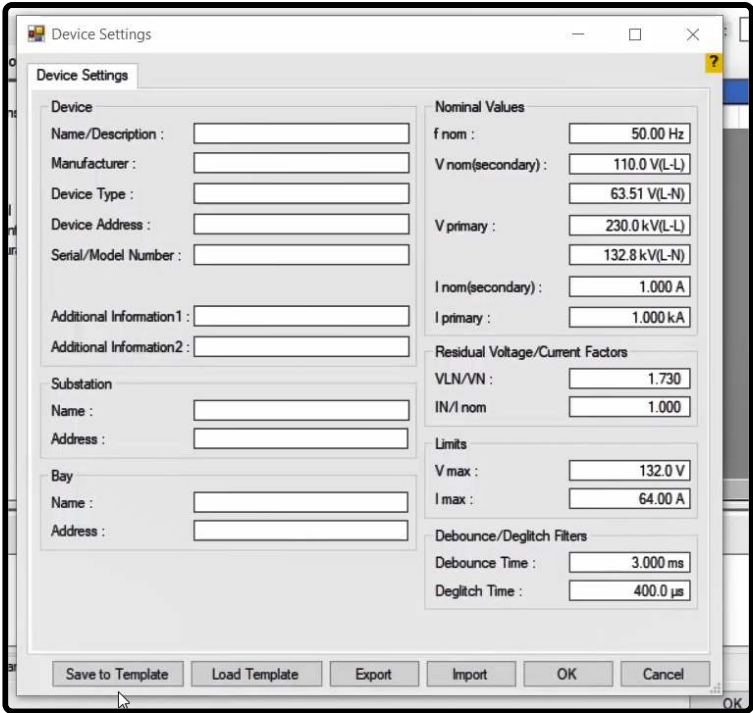 Device Settings
?
Device Settings
Device
Name/Description :
Manufacturer :
Device Type :
Device Address :
Serial/Model Number :
Additional Information1 :
Additional Information2 :
Substation
Name :
Address :
Bay
Name :
Address :
Nominal Values
f nom :
50.00 Hz
V nom(secondary) :
110.0 V(L-L)
63.51 V(L-N)
V primary :
230.0 kV(L-L)
132.8 kV(L-N)
I nom(secondary) :
1.000 A
I primary :
1.000 kA
Residual Voltage/Current Factors
VLN/VN :
1.730
IN/I nom
1.000
Limits
V max :
132.0 V
I max :
64.00 A
Debounce/Deglitch Filters
Debounce Time :
3.000 ms
Deglitch Time :
400.0 µs
Save to Template
Load Template
Export
Import
OK
Cancel
OK